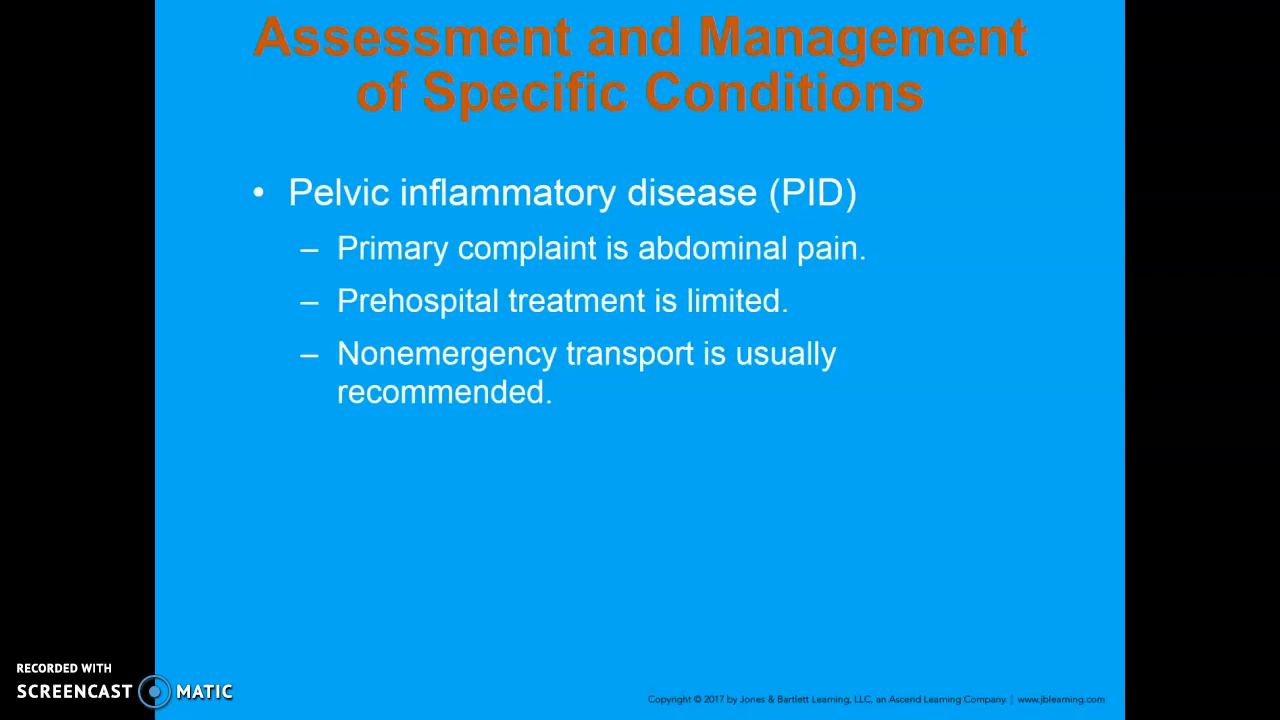 Assessment and Management
of Specific Conditions
• Pelvic inflammatory disease (PID)
– Primary complaint is abdominal pain.
– Prehospital treatment is limited.
– Nonemergency transport is usually
recommended.
RECORDED WITH
SCREENCAST MATIC
Copyright © 2017 by Jones & Bartlett Learning, LLC, an Ascend Learning Company | www.jblearning.com